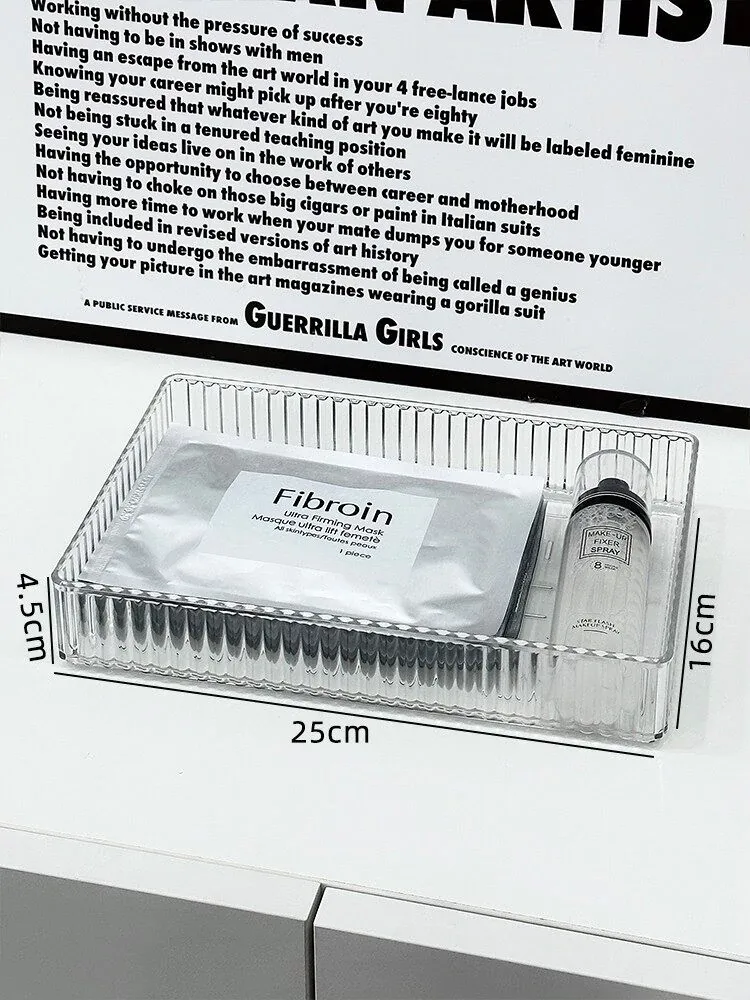 Working without the pressure of success
Not having to be in shows with men
Having an escape from the art world in your 4 free-lance jobs
Knowing your career might pick up after you're eighty
Being reassured that whatever kind of art you make it will be labeled feminine
Not being stuck in a tenured teaching position
Seeing your ideas live on in the work of others
Having the opportunity to choose between career and motherhood
Not having to choke on those big cigars or paint in Italian suits
Having more time to work when your mate dumps you for someone younger
Being included in revised versions of art history
Not having to undergo the embarrassment of being called a genius
Getting your picture in the art magazines wearing a gorilla suit
A PUBLIC SERVICE MESSAGE FROM GUERRILLA GIRLS CONSCIENCE OF THE ART WORLD
Fibroin
Ultra Firming Mask
Masque ultra lift fermeté
All skintypes/Toutes peaux
1 piece
MAKE-UP
FIXER
SPRAY
8
STAR FLASH
MAKEUP SPRAY
4.5cm
25cm
16cm